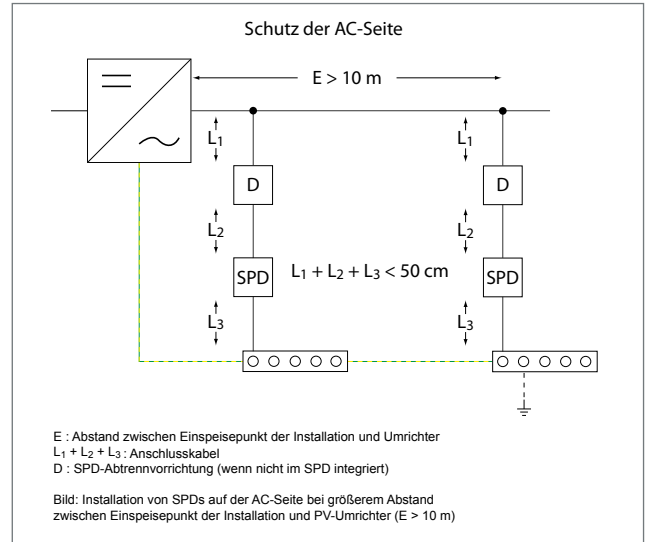 Schutz der AC-Seite
E > 10 m
L1
L1
D
D
L2
L2
SPD
L1 + L2 + L3 < 50 cm
SPD
L3
L3
E : Abstand zwischen Einspeisepunkt der Installation und Umrichter
L1 + L2 + L3 : Anschlusskabel
D : SPD-Abtrennvorrichtung (wenn nicht im SPD integriert)
Bild: Installation von SPDs auf der AC-Seite bei größerem Abstand
zwischen Einspeisepunkt der Installation und PV-Umrichter (E > 10 m)